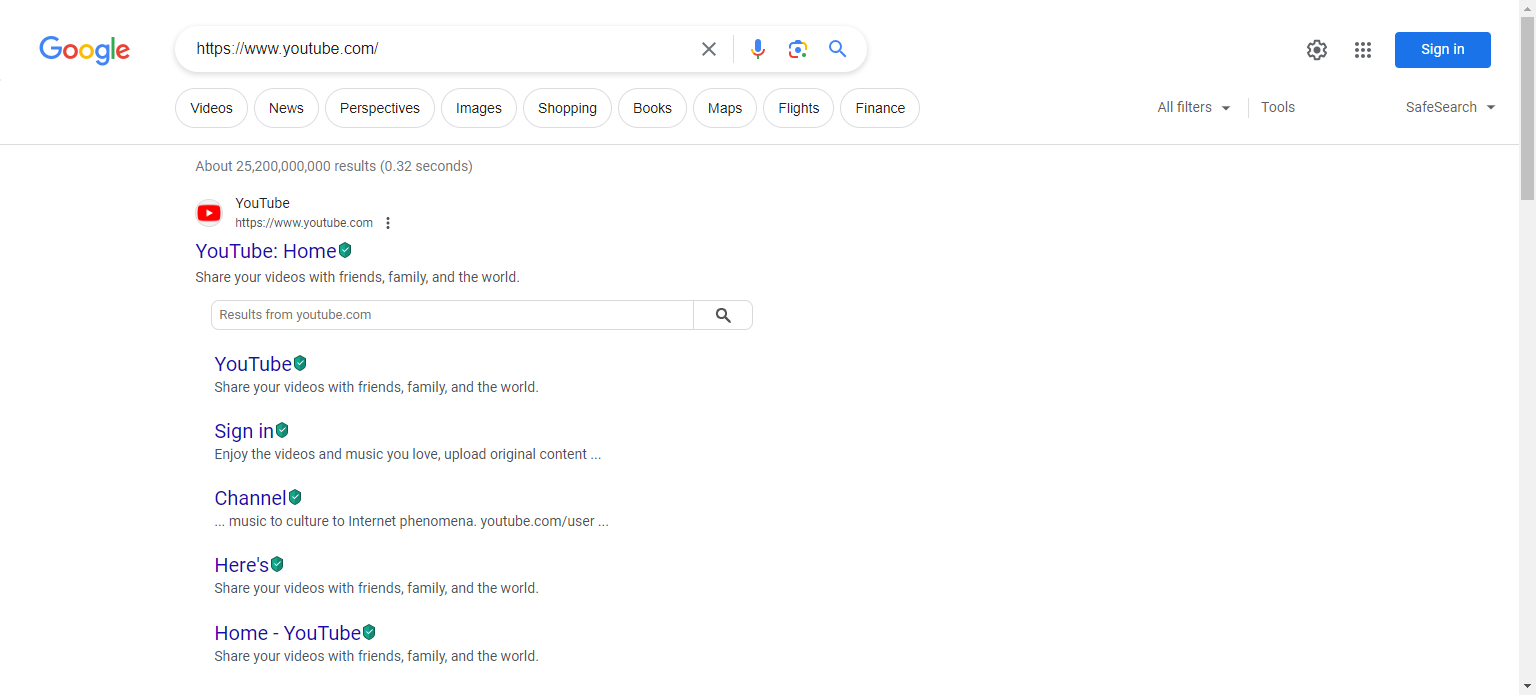 Google
https://www.youtube.com/
Sign in
Videos News Perspectives Images Shopping Books Maps Flights Finance All filters Tools SafeSearch
About 25,200,000,000 results (0.32 seconds)
YouTube
https://www.youtube.com
YouTube: Home
Share your videos with friends, family, and the world.
Results from youtube.com
YouTube
Share your videos with friends, family, and the world.
Sign in
Enjoy the videos and music you love, upload original content ...
Channel
... music to culture to Internet phenomena. youtube.com/user ...
Here's
Share your videos with friends, family, and the world.
Home - YouTube
Share your videos with friends, family, and the world.